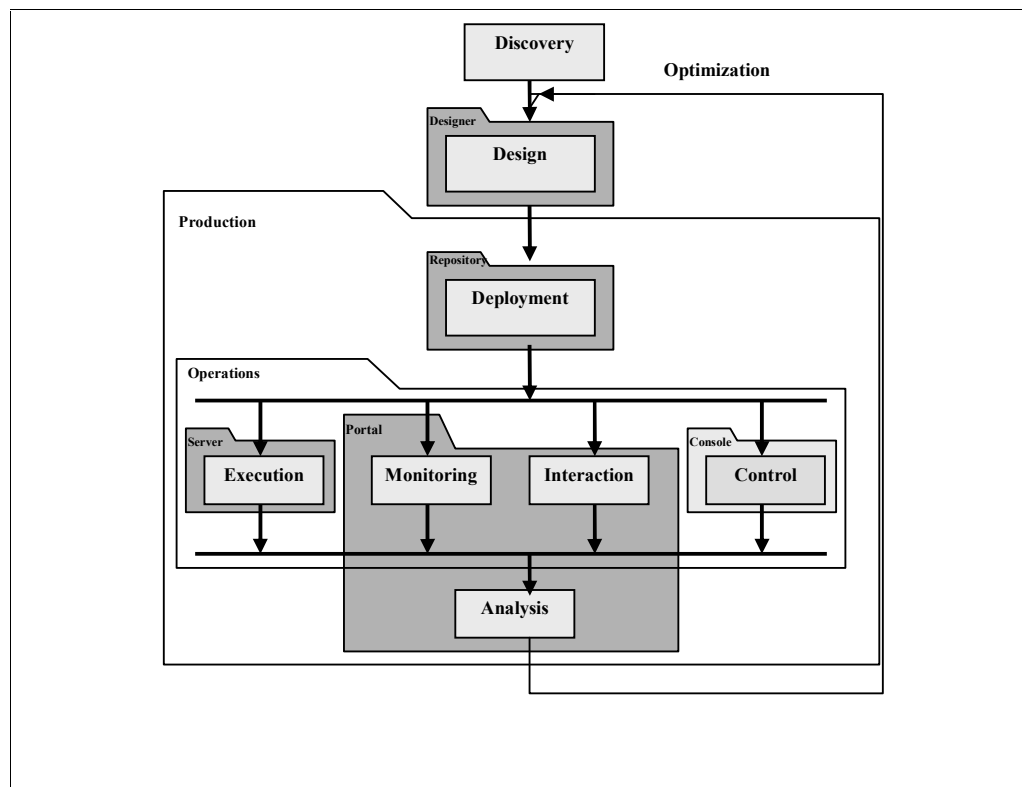 Discovery
Optimization
Designer
Design
Production
Repository
Deployment
Operations
Portal
Server
Console
Execution
Monitoring
Interaction
Control
Analysis